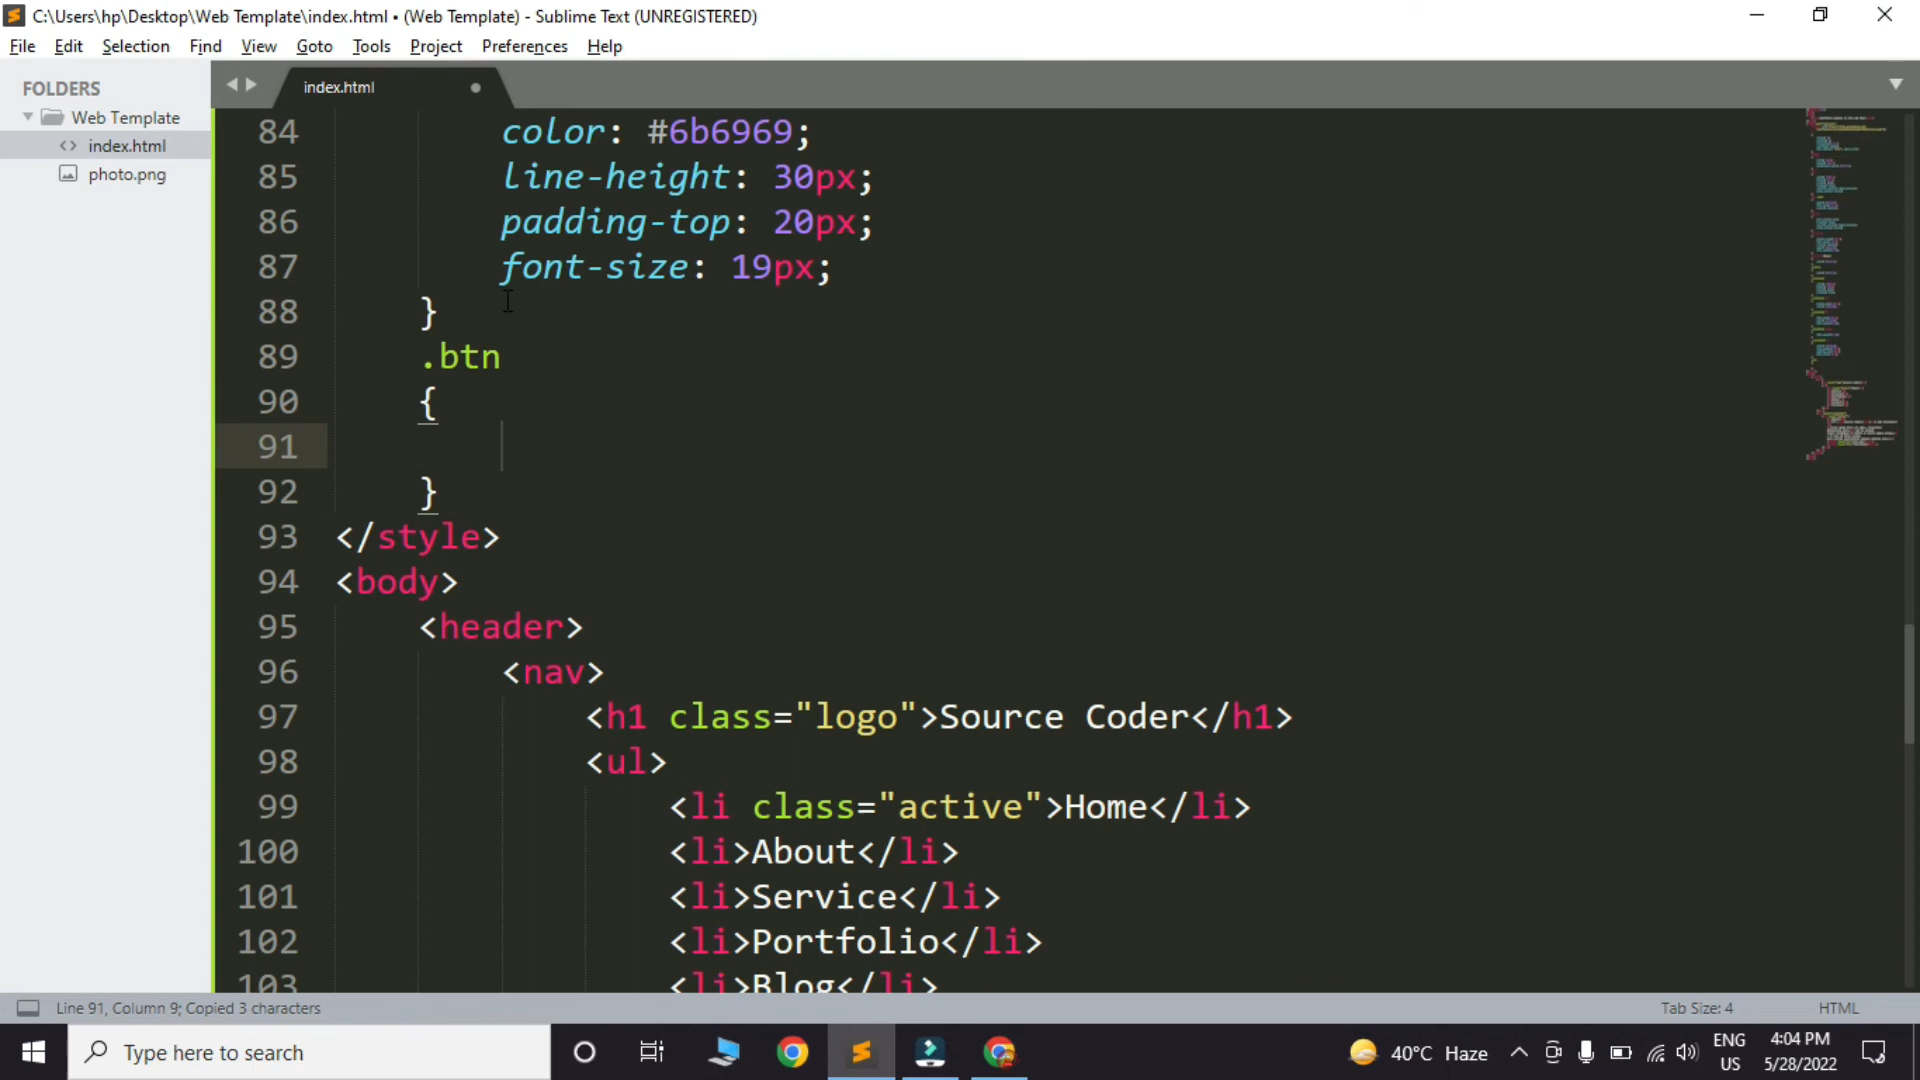 C:\Users\hp\Desktop\Web Template\index.html • (Web Template) - Sublime Text (UNREGISTERED)
File Edit Selection Find View Goto Tools Project Preferences Help
FOLDERS
Web Template
index.html
photo.png
index.html
84 color: #6b6969;
85 line-height: 30px;
86 padding-top: 20px;
87 font-size: 19px;
88 }
89 .btn
90 {
91
92 }
93 </style>
94 <body>
95 <header>
96 <nav>
97 <h1 class="logo">Source Coder</h1>
98 <ul>
99 <li class="active">Home</li>
100 <li>About</li>
101 <li>Service</li>
102 <li>Portfolio</li>
103 <li>Blog</li>
Line 91, Column 9; Copied 3 characters
Tab Size: 4 HTML
Type here to search
40°C Haze
ENG
US
4:04 PM
5/28/2022